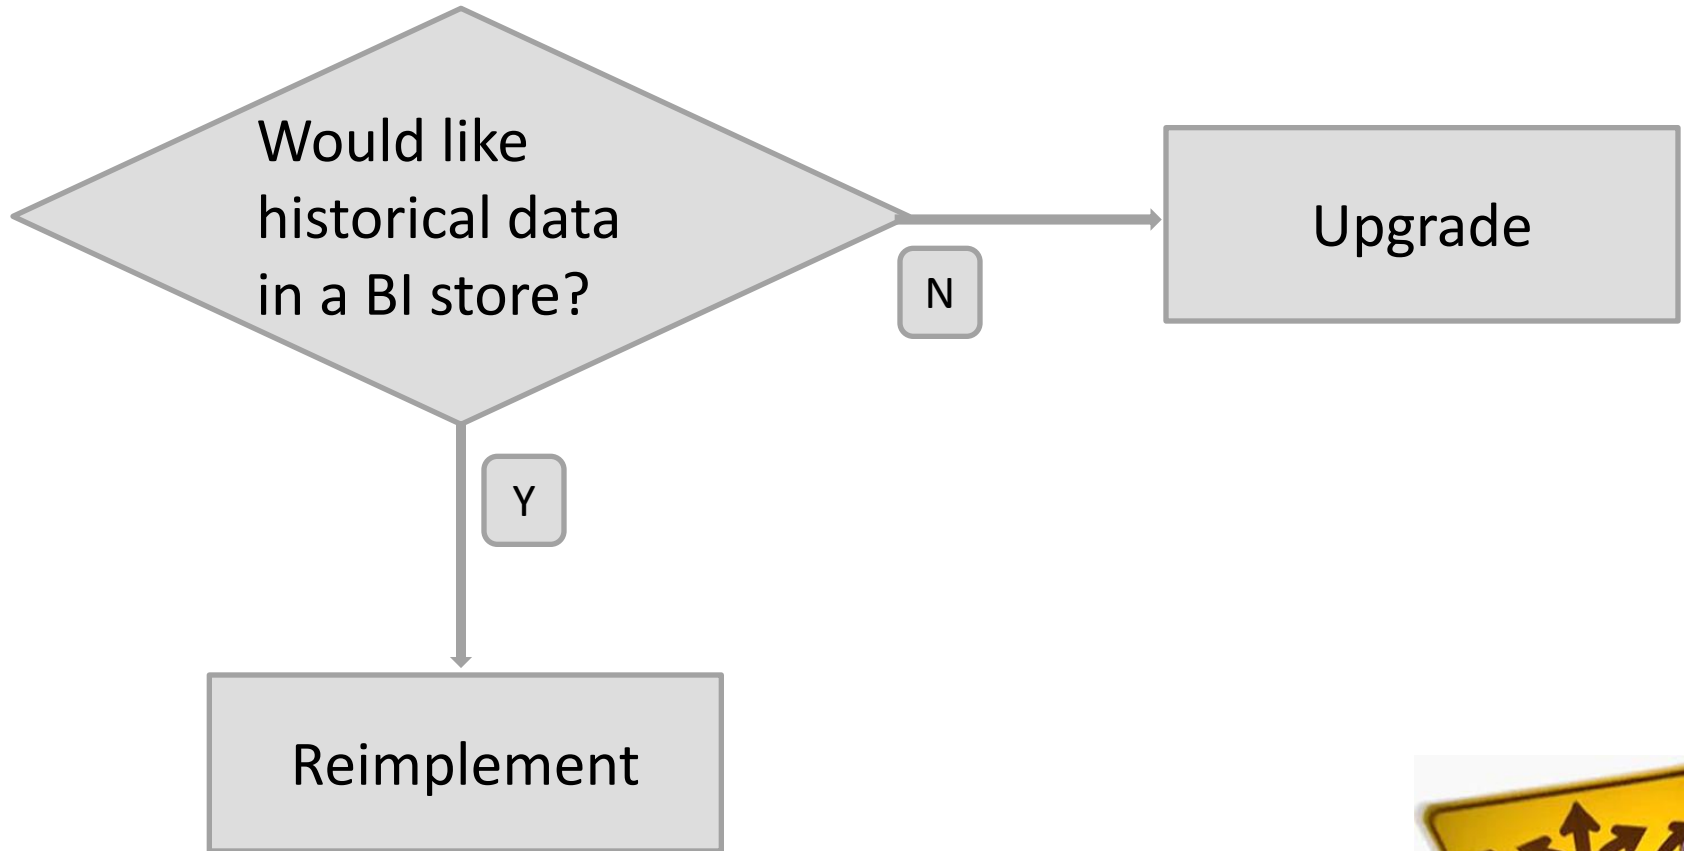 Would like
historical data
in a BI store?
Upgrade
N
Y
Reimplement